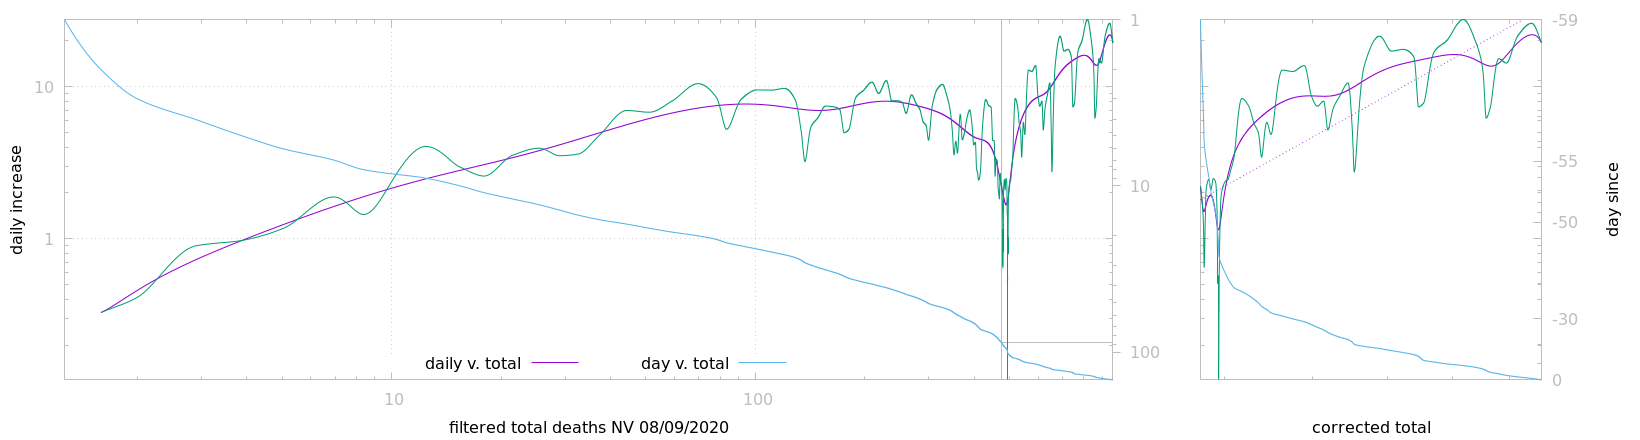 daily increase
10
1
daily v. total
day v. total
10
100
1
10
100
filtered total deaths NV 08/09/2020
-59
-55
-50
-30
0
day since
corrected total